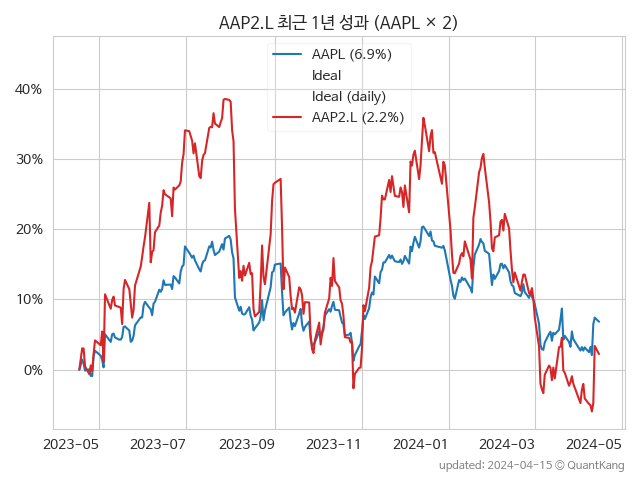 AAP2.L 최근 1년 성과 (AAPL × 2)
AAPL (6.9%)
Ideal
Ideal (daily)
AAP2.L (2.2%)
40%
30%
20%
10%
0%
2023-05 2023-07 2023-09 2023-11 2024-01 2024-03 2024-05
updated: 2024-04-15 © QuantKang